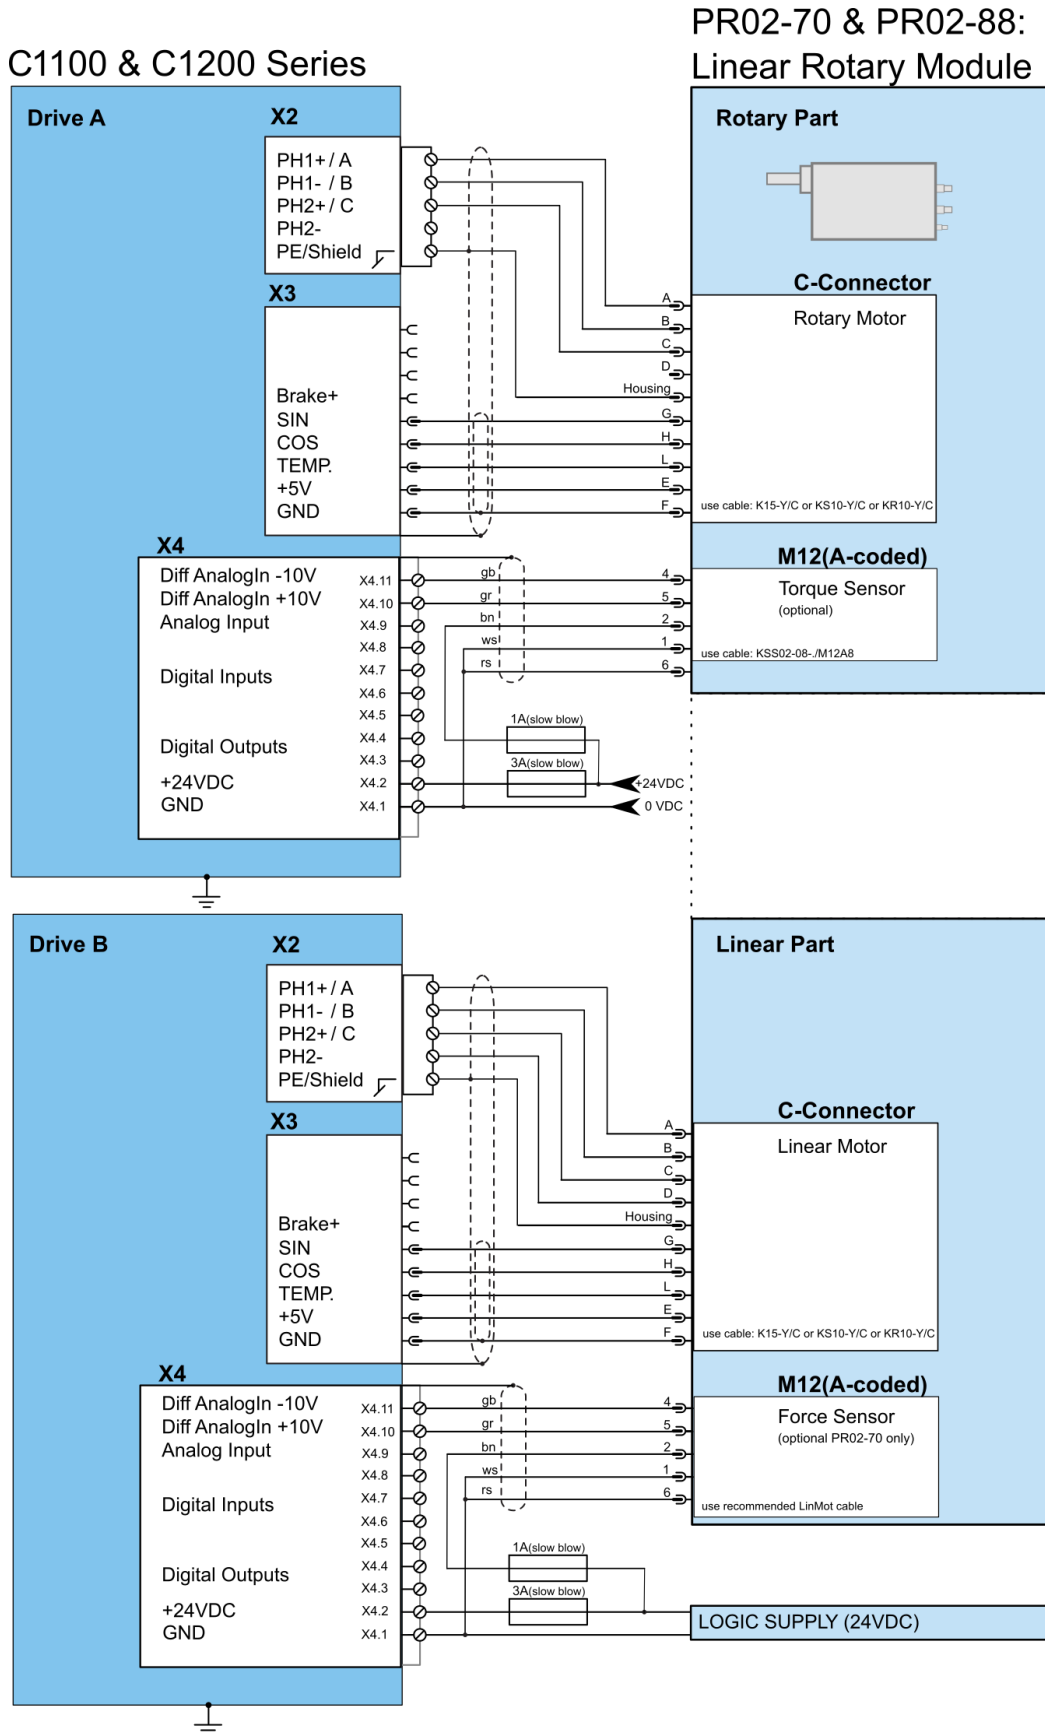 PR02-70 & PR02-88:
C1100 & C1200 Series
Linear Rotary Module
Drive A
X2
PH1+ / A
PH1- / B
PH2+ / C
PH2-
PE/Shield
X3
Brake+
SIN
COS
TEMP.
+5V
GND
X4
Diff AnalogIn -10V
Diff AnalogIn +10V
Analog Input
Digital Inputs
Digital Outputs
+24VDC
GND
X4.11
X4.10
X4.9
X4.8
X4.7
X4.6
X4.5
X4.4
X4.3
X4.2
X4.1
gb
gr
bn
ws
rs
1A(slow blow)
3A(slow blow)
+24VDC
0 VDC
A
B
C
D
Housing
G
H
L
E
F
4
5
2
1
6
Rotary Part
C-Connector
Rotary Motor
use cable: K15-Y/C or KS10-Y/C or KR10-Y/C
M12(A-coded)
Torque Sensor
(optional)
use cable: KSS02-08-./M12A8
Drive B
X2
PH1+ / A
PH1- / B
PH2+ / C
PH2-
PE/Shield
X3
Brake+
SIN
COS
TEMP.
+5V
GND
X4
Diff AnalogIn -10V
Diff AnalogIn +10V
Analog Input
Digital Inputs
Digital Outputs
+24VDC
GND
X4.11
X4.10
X4.9
X4.8
X4.7
X4.6
X4.5
X4.4
X4.3
X4.2
X4.1
gb
gr
bn
ws
rs
1A(slow blow)
3A(slow blow)
A
B
C
D
Housing
G
H
L
E
F
4
5
2
1
6
Linear Part
C-Connector
Linear Motor
use cable: K15-Y/C or KS10-Y/C or KR10-Y/C
M12(A-coded)
Force Sensor
(optional PR02-70 only)
use recommended LinMot cable
LOGIC SUPPLY (24VDC)